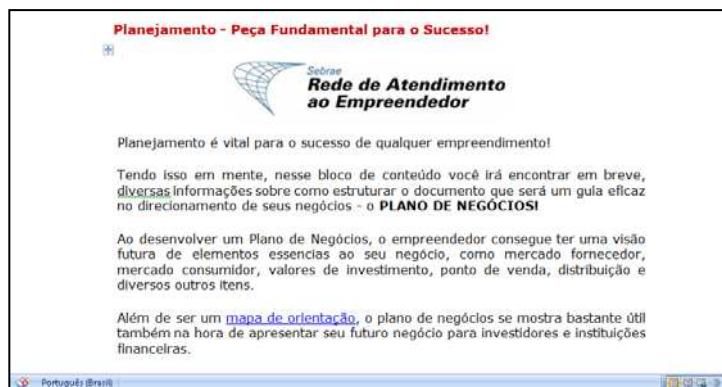 Planejamento - Peça Fundamental para o Sucesso!
Sebrae
Rede de Atendimento
ao Empreendedor
Planejamento é vital para o sucesso de qualquer empreendimento!
Tendo isso em mente, nesse bloco de conteúdo você irá encontrar em breve,
diversas informações sobre como estruturar o documento que será um guia eficaz
no direcionamento de seus negócios - o PLANO DE NEGÓCIOS!
Ao desenvolver um Plano de Negócios, o empreendedor consegue ter uma visão
futura de elementos essencias ao seu negócio, como mercado fornecedor,
mercado consumidor, valores de investimento, ponto de venda, distribuição e
diversos outros itens.
Além de ser um mapa de orientação, o plano de negócios se mostra bastante útil
também na hora de apresentar seu futuro negócio para investidores e instituições
financeiras.
Português (Brasil)